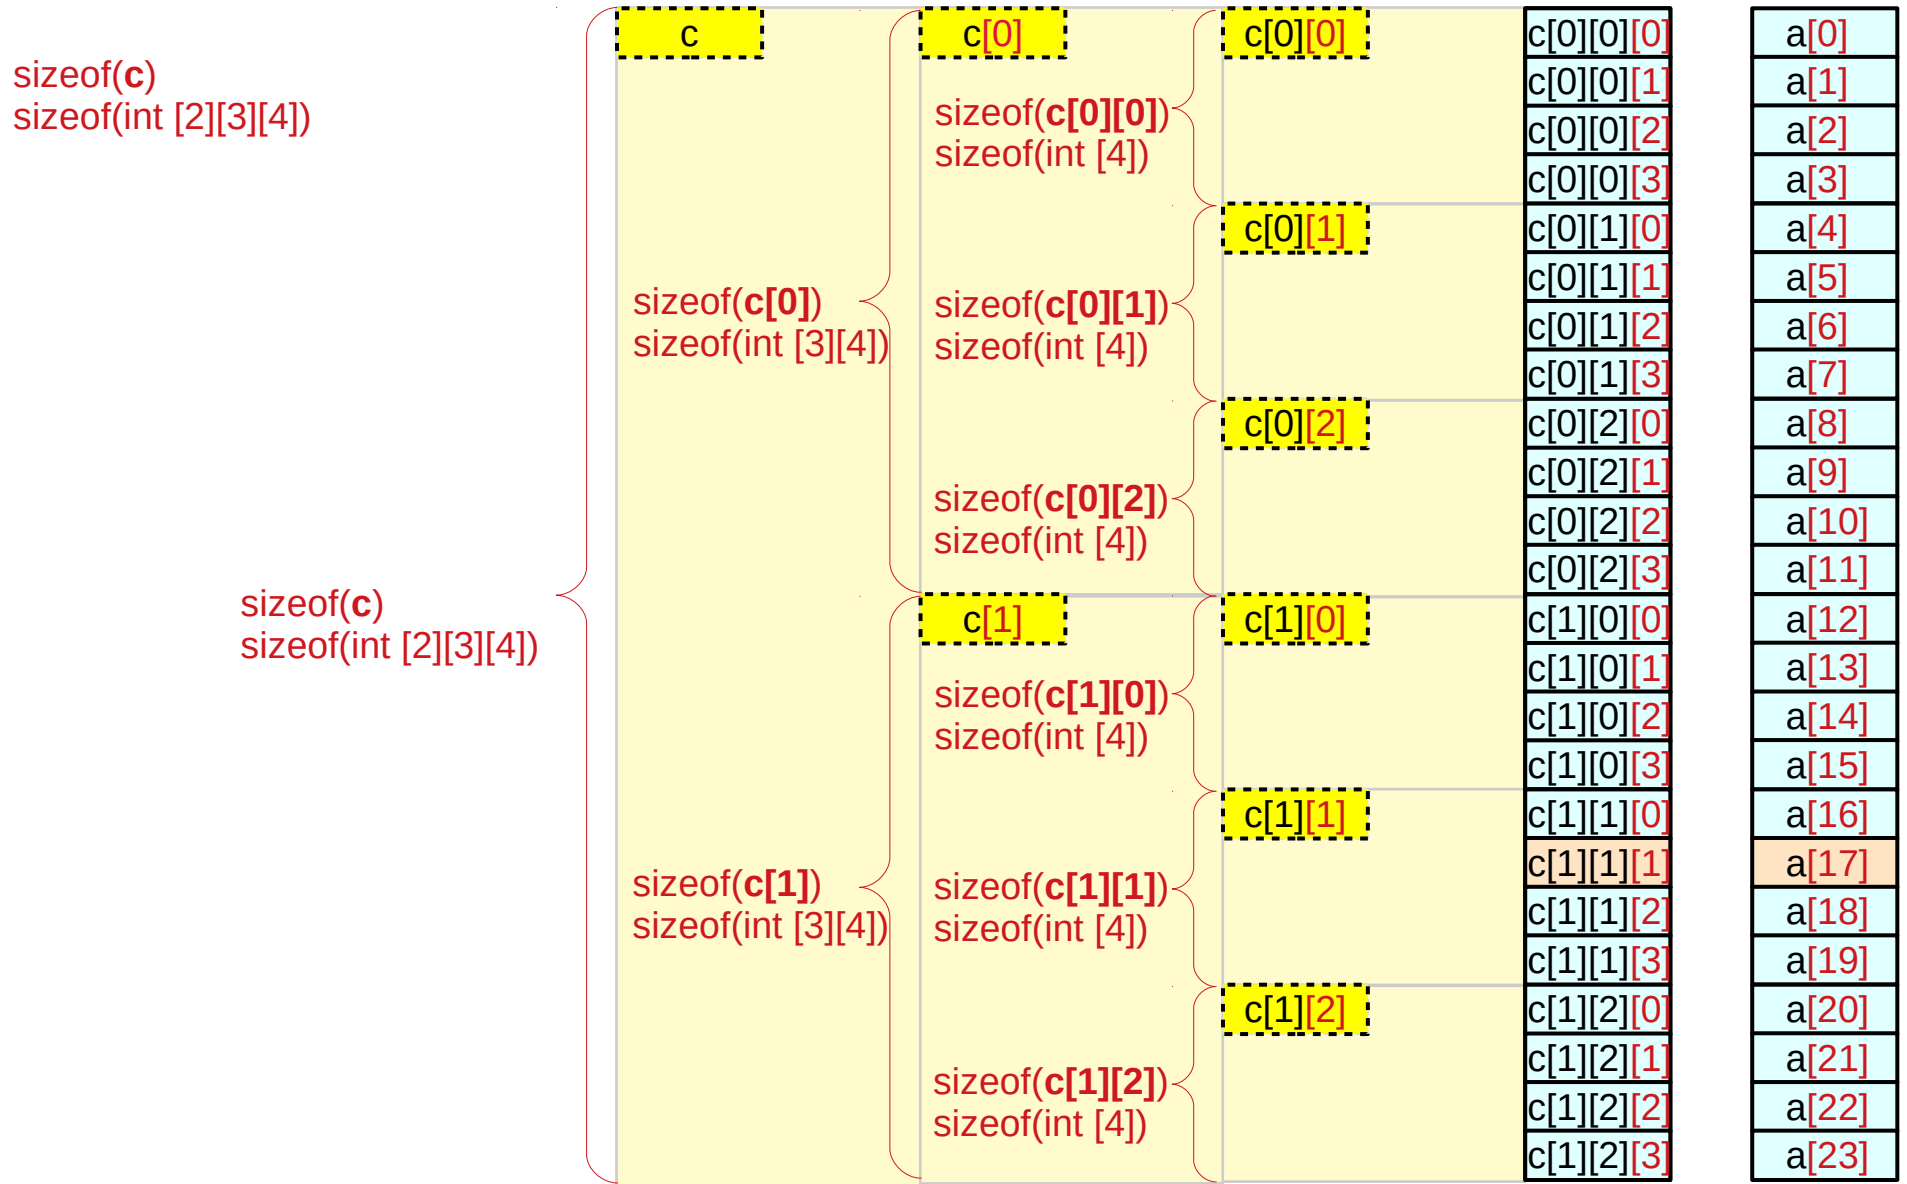 c c[0] c[0][0] c[0][0][0] a[0]
sizeof(c)
c[0][0][1] a[1]
sizeof(int [2][3][4])
sizeof(c[0][0])
c[0][0][2] a[2]
sizeof(int [4])
c[0][0][3] a[3]
c[0][1] c[0][1][0] a[4]
c[0][1][1] a[5]
sizeof(c[0])
sizeof(c[0][1])
c[0][1][2] a[6]
sizeof(int [3][4])
sizeof(int [4])
c[0][1][3] a[7]
c[0][2] c[0][2][0] a[8]
c[0][2][1] a[9]
sizeof(c[0][2])
c[0][2][2] a[10]
sizeof(int [4])
c[0][2][3] a[11]
sizeof(c)
c[1] c[1][0] c[1][0][0] a[12]
sizeof(int [2][3][4])
c[1][0][1] a[13]
sizeof(c[1][0])
c[1][0][2] a[14]
sizeof(int [4])
c[1][0][3] a[15]
c[1][1] c[1][1][0] a[16]
c[1][1][1] a[17]
sizeof(c[1])
sizeof(c[1][1])
c[1][1][2] a[18]
sizeof(int [3][4])
sizeof(int [4])
c[1][1][3] a[19]
c[1][2] c[1][2][0] a[20]
c[1][2][1] a[21]
sizeof(c[1][2])
c[1][2][2] a[22]
sizeof(int [4])
c[1][2][3] a[23]